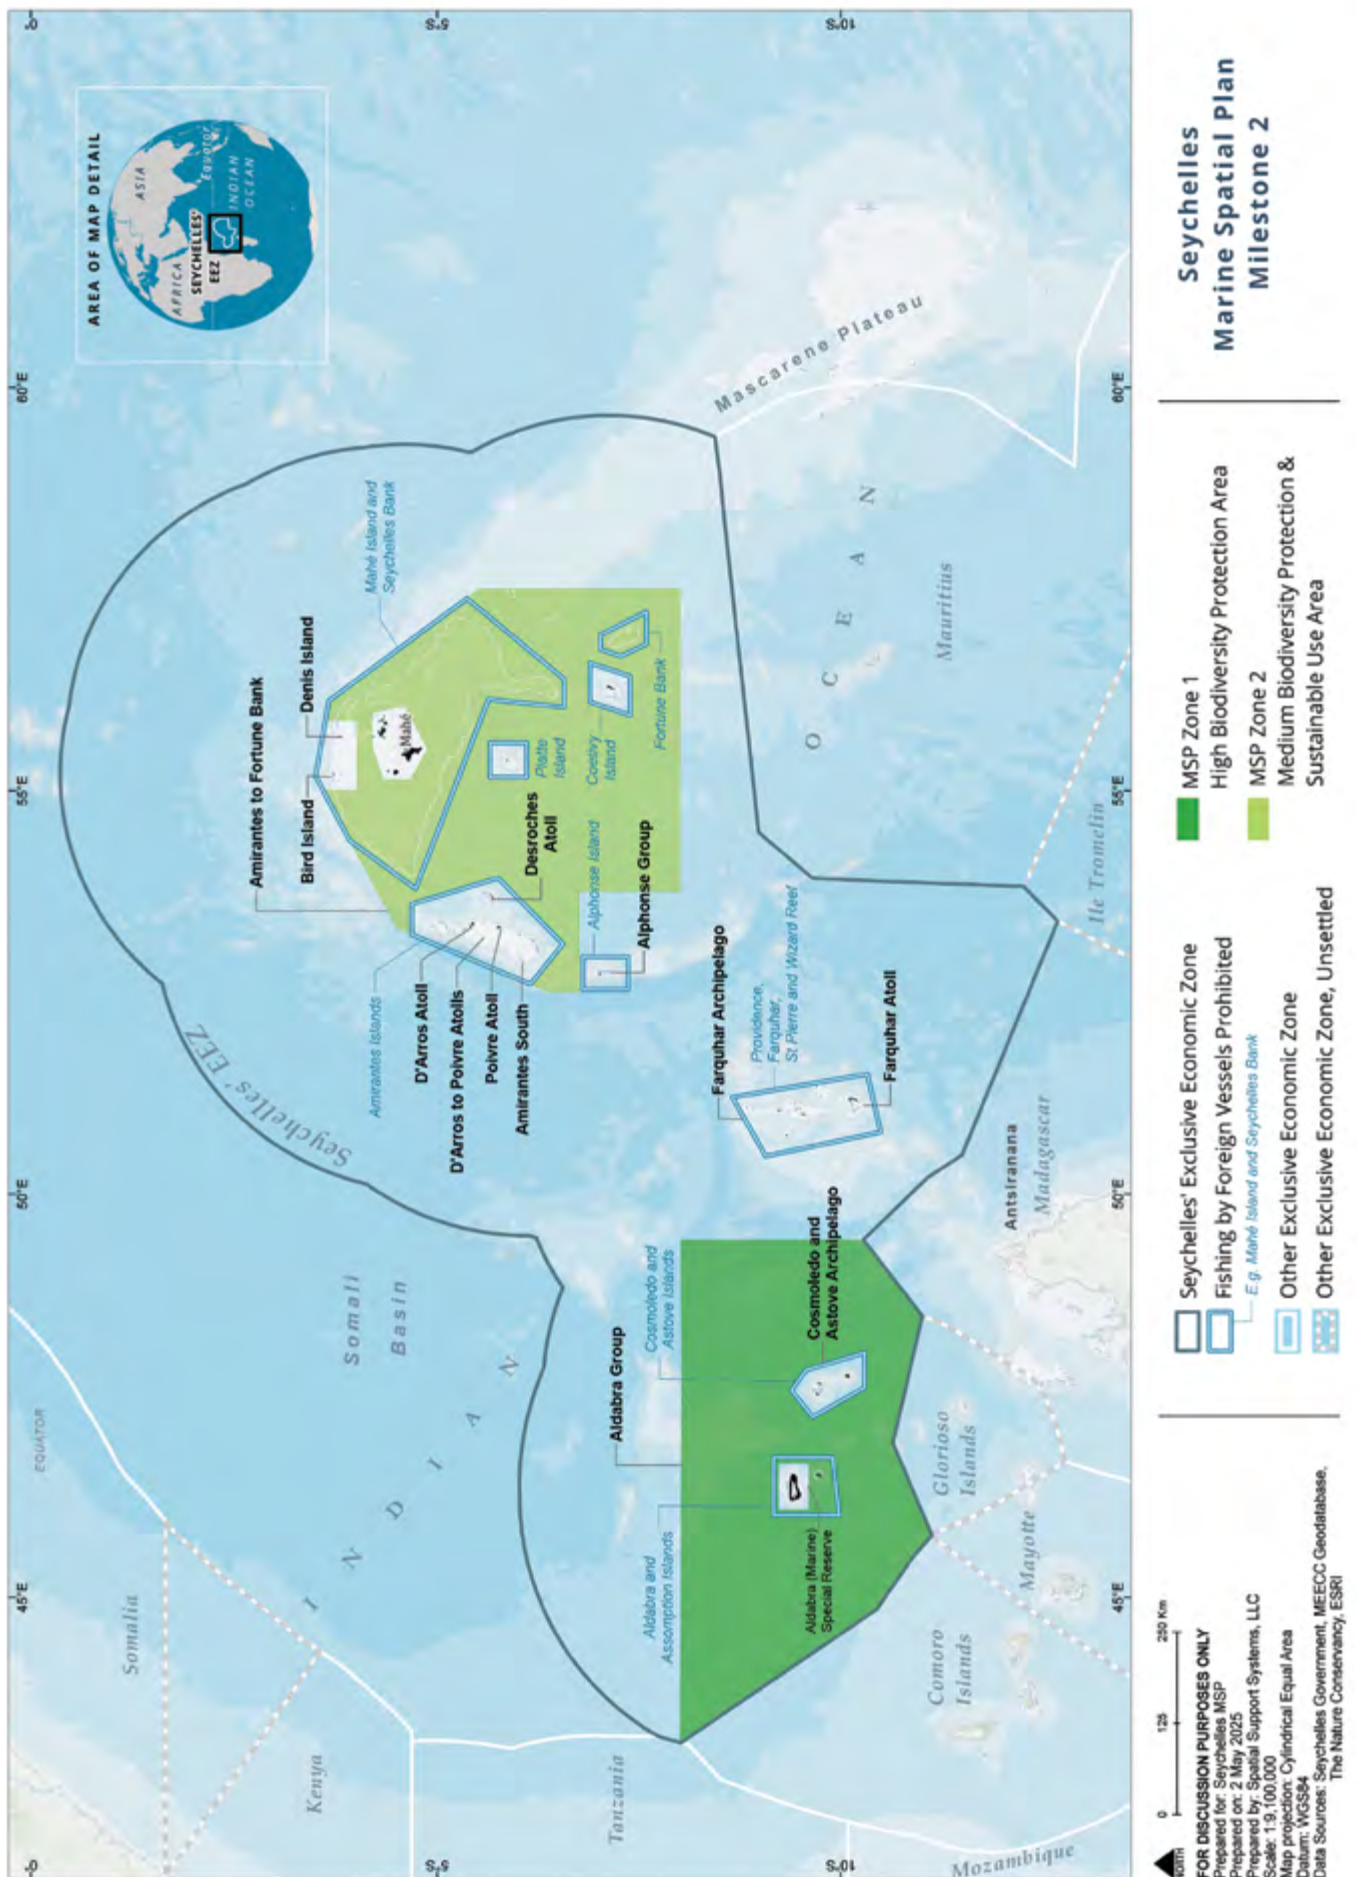 AREA OF MAP DETAIL
ASIA
AFRICA
SEYCHELLES'
EEZ
Equator
INDIAN
OCEAN
45°E
50°E
55°E
60°E
0°
5°S
10°S
EQUATOR
Somalia
Kenya
Tanzania
Mozambique
Somali
Basin
INDIAN
OCEAN
Seychelles' EEZ
Mascarene Plateau
Mauritius
Ile Tromelin
Antsiranana
Madagascar
Glorioso
Islands
Mayotte
Comoro
Islands
Amirantes to Fortune Bank
Bird Island
Denis Island
Mahé
Mahé Island and
Seychelles Bank
Amirantes Islands
D'Arros Atoll
D'Arros to Poivre Atolls
Poivre Atoll
Amirantes South
Desroches
Atoll
Platte
Island
Coetivy
Island
Fortune Bank
Alphonse Island
Alphonse Group
Farquhar Archipelago
Providence,
Farquhar,
St Pierre and Wizard Reef
Farquhar Atoll
Aldabra Group
Cosmoledo and
Astove Islands
Cosmoledo and
Astove Archipelago
Aldabra and
Assomption Islands
Aldabra (Marine)
Special Reserve
NORTH
0 125 250 Km
FOR DISCUSSION PURPOSES ONLY
Prepared for: Seychelles MSP
Prepared on: 2 May 2025
Prepared by: Spatial Support Systems, LLC
Scale: 1:9,100,000
Map projection: Cylindrical Equal Area
Datum: WGS84
Data Sources: Seychelles Government, MEECC Geodatabase,
The Nature Conservancy, ESRI
Seychelles' Exclusive Economic Zone
Fishing by Foreign Vessels Prohibited
E.g. Mahé Island and Seychelles Bank
Other Exclusive Economic Zone
Other Exclusive Economic Zone, Unsettled
MSP Zone 1
High Biodiversity Protection Area
MSP Zone 2
Medium Biodiversity Protection &
Sustainable Use Area
Seychelles
Marine Spatial Plan
Milestone 2